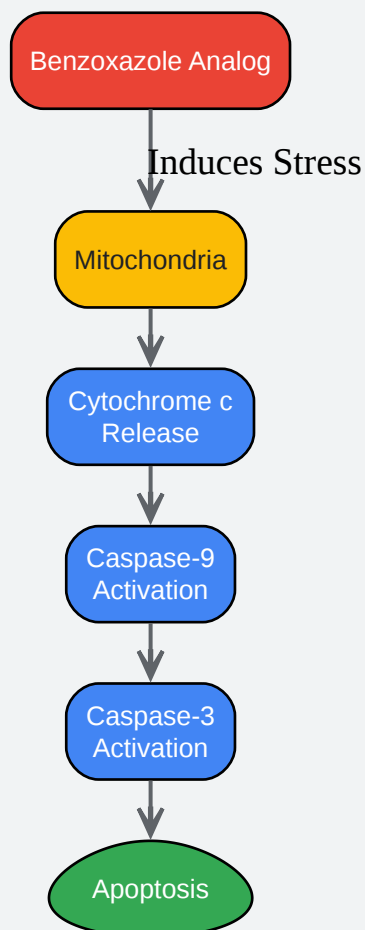 Benzoxazole Analog
Induces Stress
Mitochondria
Cytochrome c
Release
Caspase-9
Activation
Caspase-3
Activation
Apoptosis